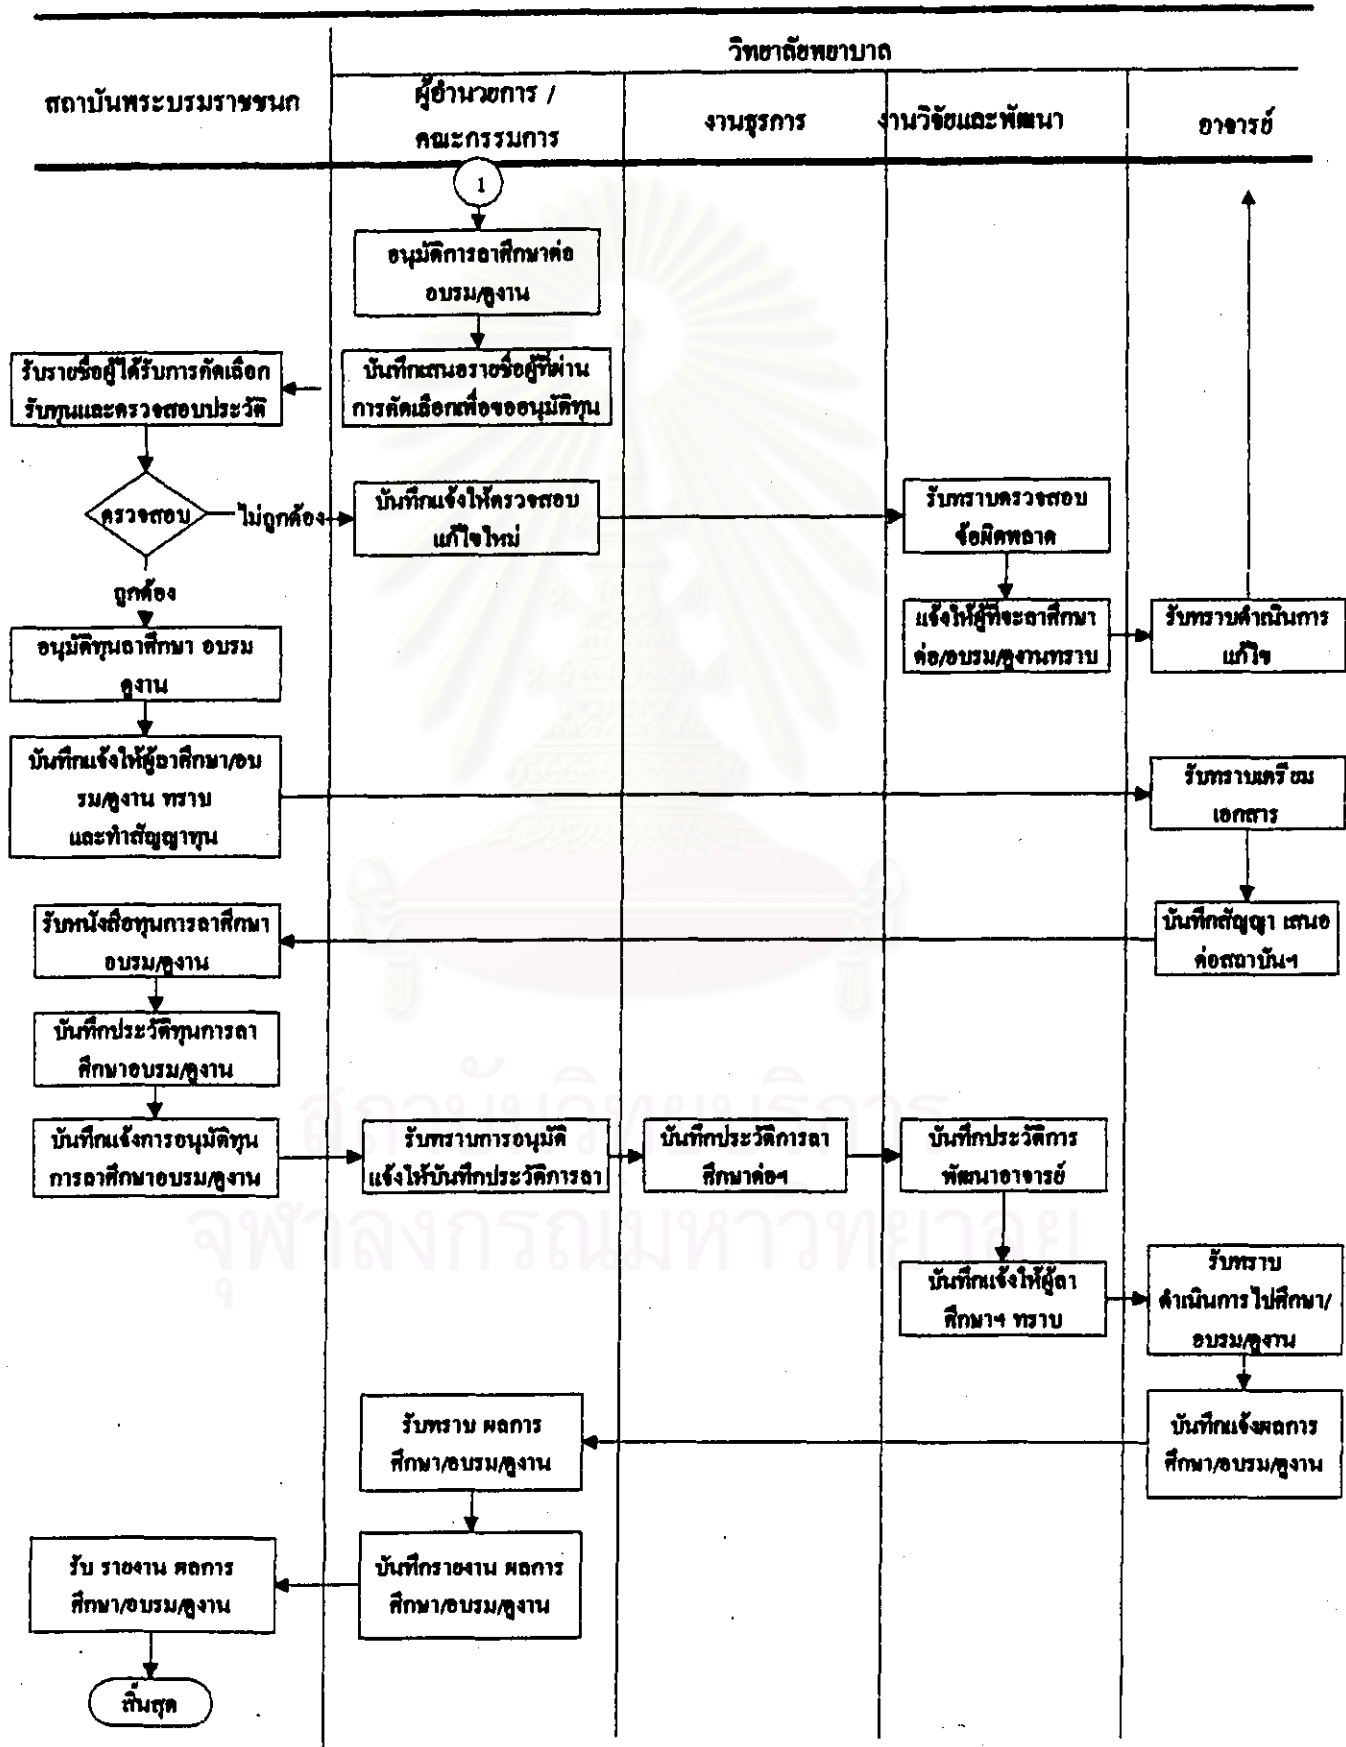 วิทยาลัยพยาบาล
สถาบันพระบรมราชชนก
ผู้อำนวยการ /
คณะกรรมการ
งานธุรการ
งานวิจัยและพัฒนา
อาจารย์
1
อนุมัติการลาศึกษาต่อ
อบรม/ดูงาน
รับรายชื่อผู้ได้รับการคัดเลือก
รับทุนและตรวจสอบประวัติ
บันทึกเสนอรายชื่อผู้ที่ผ่าน
การคัดเลือกเพื่อขออนุมัติทุน
ตรวจสอบ
ไม่ถูกต้อง
บันทึกแจ้งให้ตรวจสอบ
แก้ไขใหม่
รับทราบตรวจสอบ
ข้อผิดพลาด
ถูกต้อง
แจ้งให้ผู้ที่จะลาศึกษา
ต่อ/อบรม/ดูงานทราบ
รับทราบดำเนินการ
แก้ไข
อนุมัติทุนลาศึกษา อบรม
ดูงาน
บันทึกแจ้งให้ผู้ลาศึกษา/อบ
รม/ดูงาน ทราบ
และทำสัญญาทุน
รับทราบเตรียม
เอกสาร
รับหนังสือทุนการลาศึกษา
อบรม/ดูงาน
บันทึกสัญญา เสนอ
ต่อสถาบันฯ
บันทึกประวัติทุนการลา
ศึกษาอบรม/ดูงาน
บันทึกแจ้งการอนุมัติทุน
การลาศึกษาอบรม/ดูงาน
รับทราบการอนุมัติ
แจ้งให้บันทึกประวัติการลา
บันทึกประวัติการลา
ศึกษาต่อฯ
บันทึกประวัติการ
พัฒนาอาจารย์
บันทึกแจ้งให้ผู้ลา
ศึกษาฯ ทราบ
รับทราบ
ดำเนินการไปศึกษา/
อบรม/ดูงาน
รับทราบ ผลการ
ศึกษา/อบรม/ดูงาน
บันทึกแจ้งผลการ
ศึกษา/อบรม/ดูงาน
รับ รายงาน ผลการ
ศึกษา/อบรม/ดูงาน
บันทึกรายงาน ผลการ
ศึกษา/อบรม/ดูงาน
สิ้นสุด
สถาบันวิทยบริการ
จุฬาลงกรณ์มหาวิทยาลัย